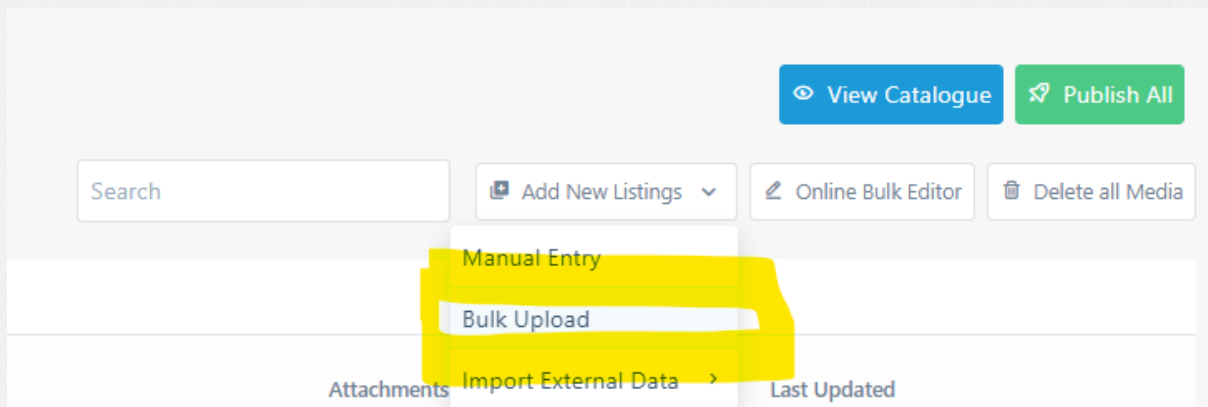 View Catalogue
Publish All
Search
Add New Listings
Online Bulk Editor
Delete all Media
Manual Entry
Bulk Upload
Import External Data
Attachments
Last Updated